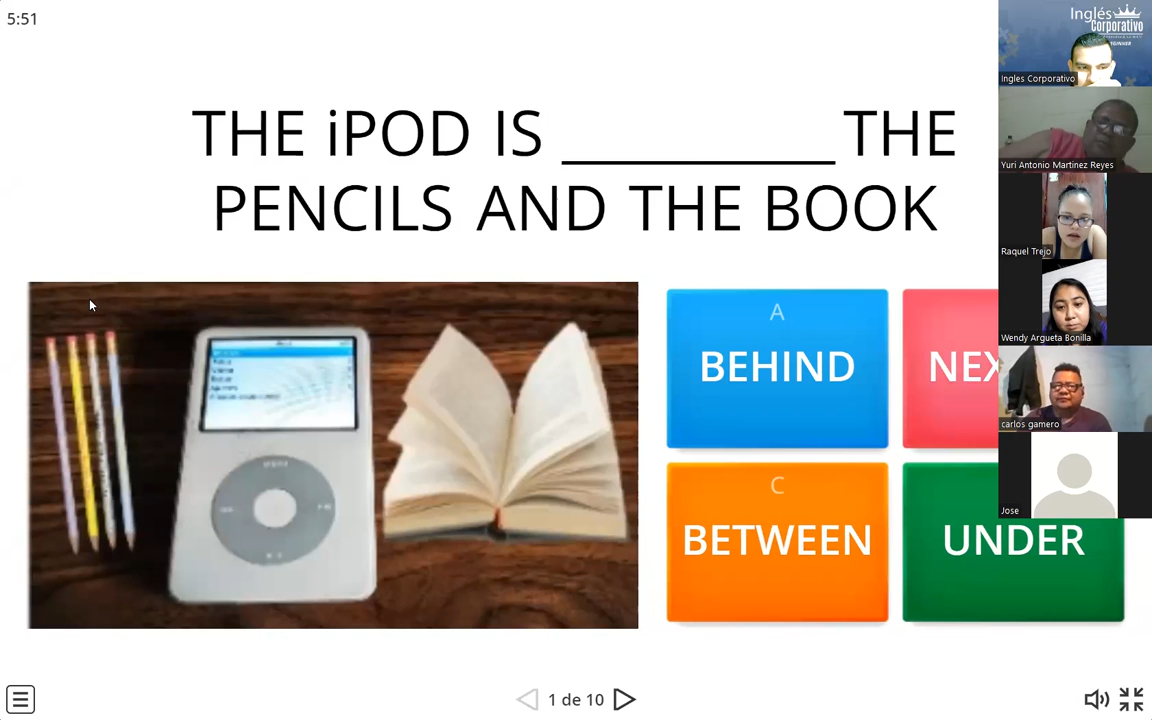 5:51
THE iPOD IS __________ THE
PENCILS AND THE BOOK
A
BEHIND
NEX
C
BETWEEN
UNDER
1 de 10
Inglés
Corporativo
Ingles Corporativo
Yuri Antonio Martinez Reyes
Raquel Trejo
Wendy Argueta Bonilla
carlos gamero
Jose